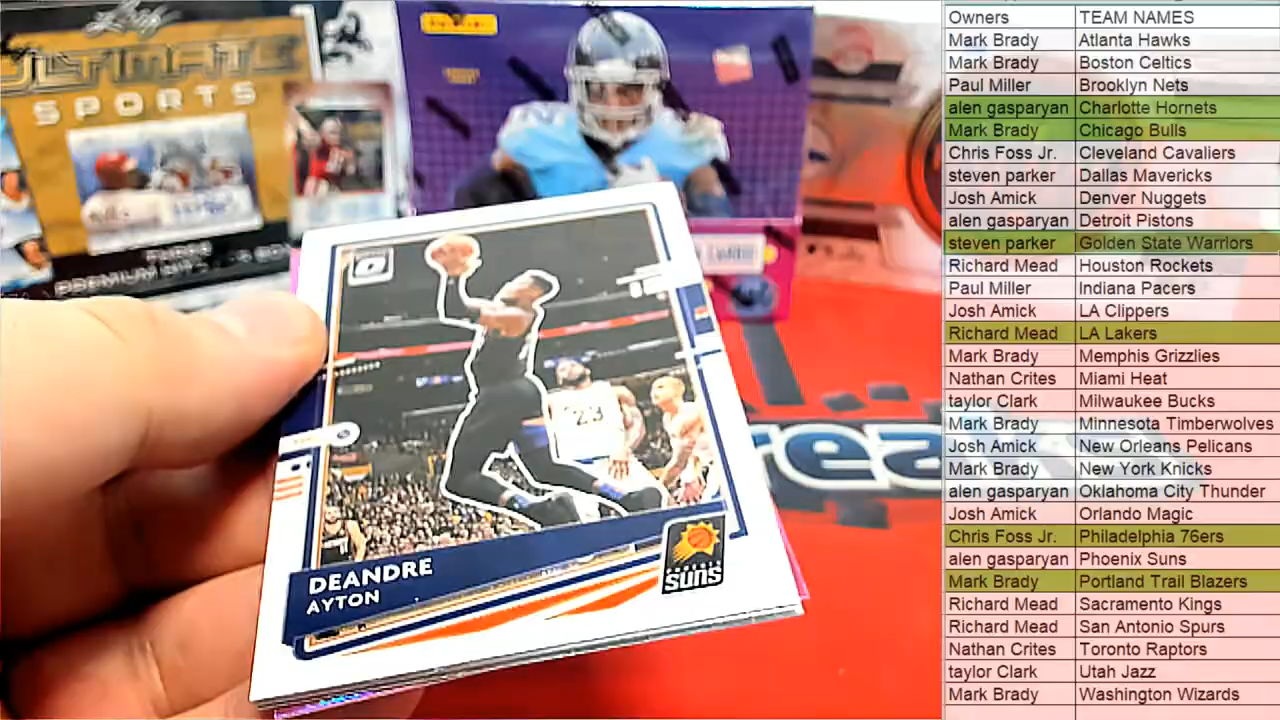 Leaf
ULTIMATE
SPORTS
DEANDRE
AYTON
SUNS
23
rea
Owners TEAM NAMES
Mark Brady Atlanta Hawks
Mark Brady Boston Celtics
Paul Miller Brooklyn Nets
alen gasparyan Charlotte Hornets
Mark Brady Chicago Bulls
Chris Foss Jr. Cleveland Cavaliers
steven parker Dallas Mavericks
Josh Amick Denver Nuggets
alen gasparyan Detroit Pistons
steven parker Golden State Warriors
Richard Mead Houston Rockets
Paul Miller Indiana Pacers
Josh Amick LA Clippers
Richard Mead LA Lakers
Mark Brady Memphis Grizzlies
Nathan Crites Miami Heat
taylor Clark Milwaukee Bucks
Mark Brady Minnesota Timberwolves
Josh Amick New Orleans Pelicans
Mark Brady New York Knicks
alen gasparyan Oklahoma City Thunder
Josh Amick Orlando Magic
Chris Foss Jr. Philadelphia 76ers
alen gasparyan Phoenix Suns
Mark Brady Portland Trail Blazers
Richard Mead Sacramento Kings
Richard Mead San Antonio Spurs
Nathan Crites Toronto Raptors
taylor Clark Utah Jazz
Mark Brady Washington Wizards